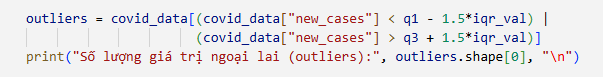 outliers = covid_data[(covid_data["new_cases"] < q1 - 1.5*iqr_val) |
(covid_data["new_cases"] > q3 + 1.5*iqr_val)]
print("Số lượng giá trị ngoại lai (outliers):", outliers.shape[0], "\n")